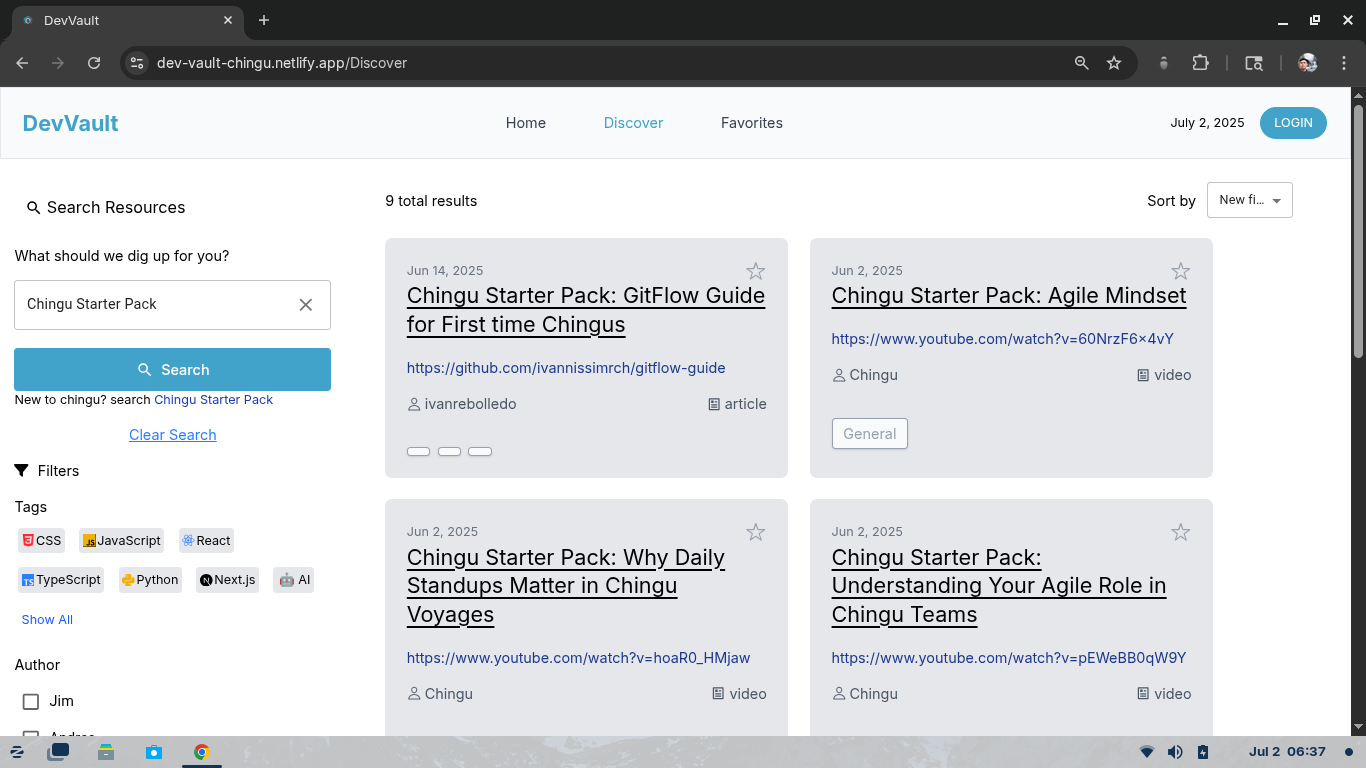 DevVault
dev-vault-chingu.netlify.app/Discover
DevVault
Home
Discover
Favorites
July 2, 2025
LOGIN
Search Resources
What should we dig up for you?
Chingu Starter Pack
Search
New to chingu? search Chingu Starter Pack
Clear Search
Filters
Tags
CSS
JavaScript
React
TypeScript
Python
Next.js
AI
Show All
Author
Jim
9 total results
Sort by
New fi...
Jun 14, 2025
Chingu Starter Pack: GitFlow Guide
for First time Chingus
https://github.com/ivannissimrch/gitflow-guide
ivanrebolledo
article
Jun 2, 2025
Chingu Starter Pack: Agile Mindset
https://www.youtube.com/watch?v=60NrzF6×4vY
Chingu
video
General
Jun 2, 2025
Chingu Starter Pack: Why Daily
Standups Matter in Chingu
Voyages
https://www.youtube.com/watch?v=hoaR0_HMjaw
Chingu
video
Jun 2, 2025
Chingu Starter Pack:
Understanding Your Agile Role in
Chingu Teams
https://www.youtube.com/watch?v=pEWeBB0qW9Y
Chingu
video
Jul 2 06:37